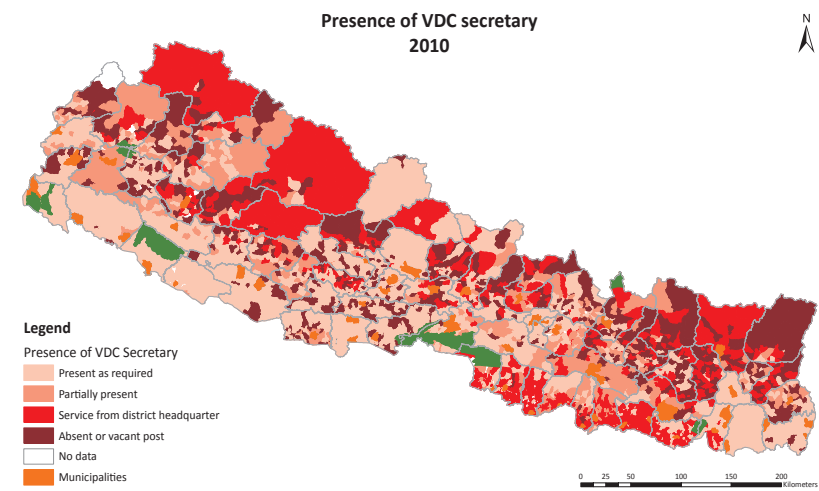 Presence of VDC secretary
2010
N
Legend
Presence of VDC Secretary
Present as required
Partially present
Service from district headquarter
Absent or vacant post
No data
Municipalities
0 25 50 100 150 200
Kilometers